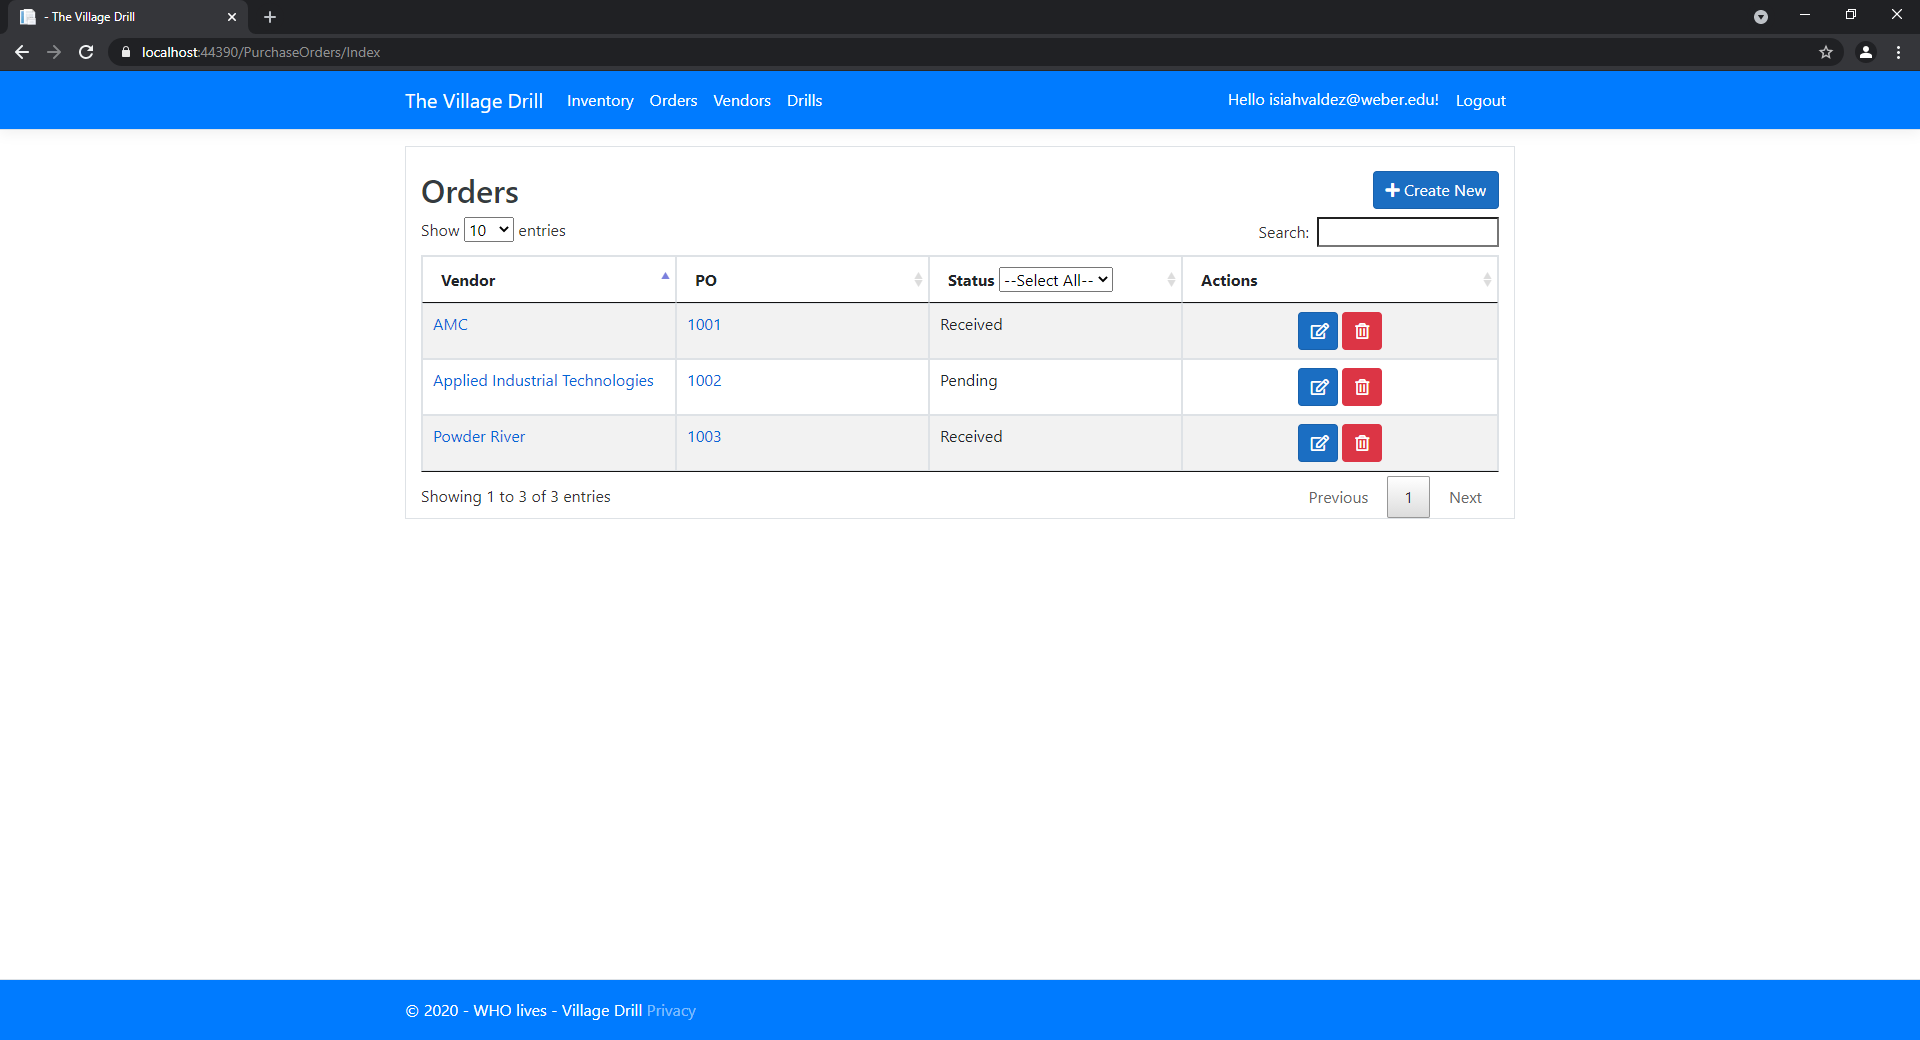 - The Village Drill
localhost:44390/PurchaseOrders/Index
The Village Drill Inventory Orders Vendors Drills Hello isiahvaldez@weber.edu! Logout
Orders Create New
Show 10 entries Search:
Vendor PO Status --Select All-- Actions
AMC 1001 Received
Applied Industrial Technologies 1002 Pending
Powder River 1003 Received
Showing 1 to 3 of 3 entries Previous 1 Next
© 2020 - WHO lives - Village Drill Privacy